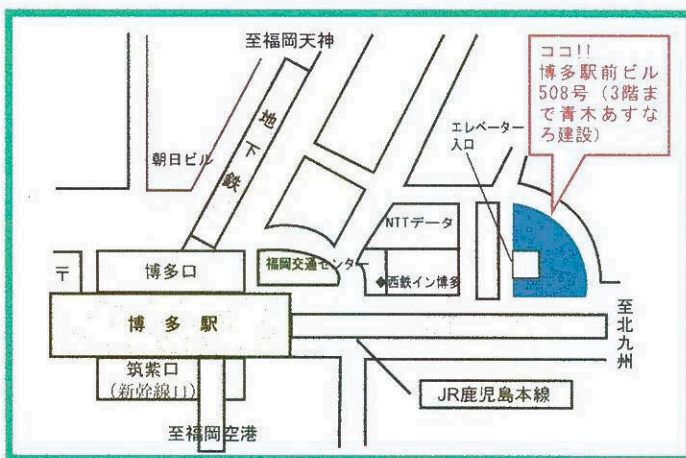 至福岡天神
ココ!!
博多駅前ビル
508号（3階ま
で青木あすな
ろ建設）
エレベーター
入口
地下鉄
朝日ビル
NTTデータ
〒
博多口
福岡交通センター
◆西鉄イン博多
博多駅
至北九州
筑紫口
(新幹線口)
JR鹿児島本線
至福岡空港